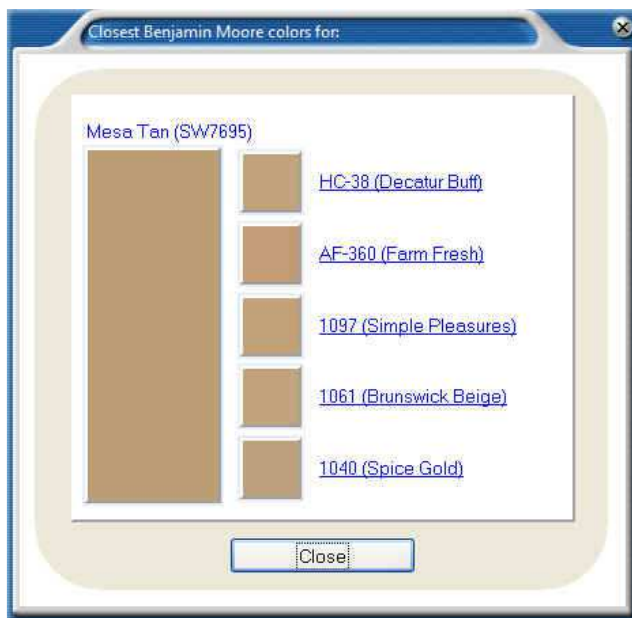 Closest Benjamin Moore colors for:
Mesa Tan (SW7695)
HC-38 (Decatur Buff)
AF-360 (Farm Fresh)
1097 (Simple Pleasures)
1061 (Brunswick Beige)
1040 (Spice Gold)
Close